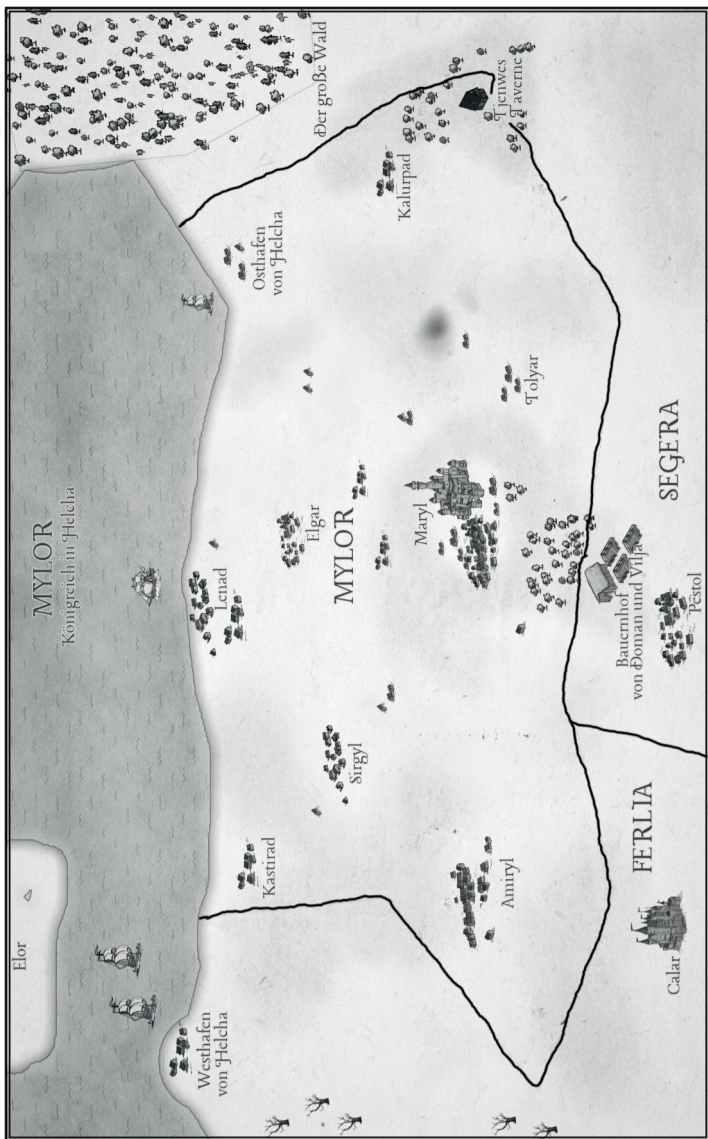 Elor
MYLOR
Königreich in Helcha
Westhafen
von Helcha
Lenad
Kastirad
Osthafen
von Helcha
Elgar
Der große Wald
MYLOR
Sirgyl
Kalurpad
Maryl
Amiryl
Tjenwes
Taverne
Tolyar
Bauernhof
von Doman und Vilja
FERLIA
SEGERA
Calar
Pestol